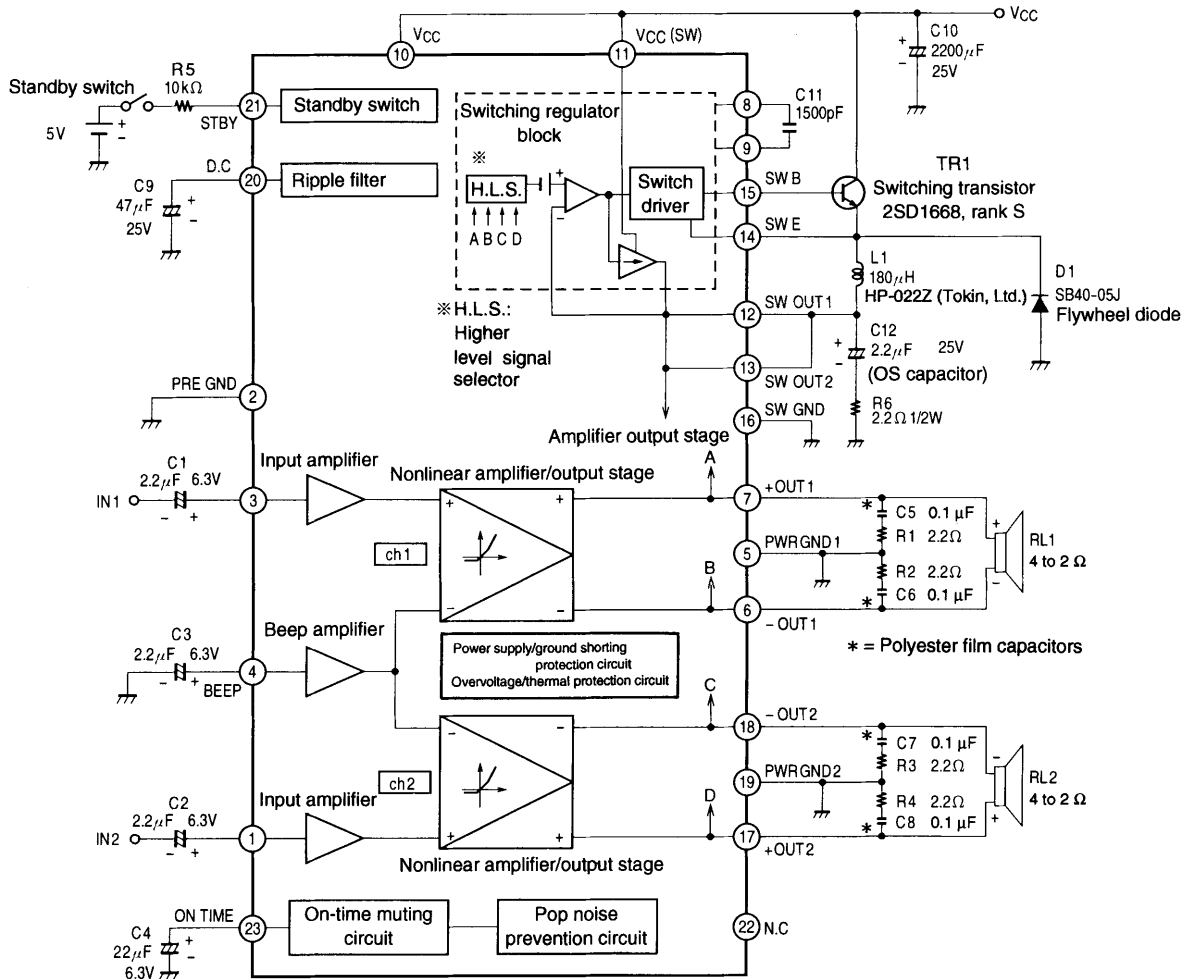 VCC
10
VCC
11
VCC (SW)
C10
2200µF
25V
+
−
Standby switch
R5
10kΩ
5V
+
−
21
STBY
Standby switch
Switching regulator
block
※
H.L.S.
A B C D
+
−
Switch
driver
8
9
C11
1500pF
15
SW B
14
SW E
TR1
Switching transistor
2SD1668, rank S
D.C
20
Ripple filter
C9
47µF
25V
+
−
L1
180µH
HP-022Z (Tokin, Ltd.)
D1
SB40-05J
Flywheel diode
※ H.L.S.:
Higher
level signal
selector
12
SW OUT1
13
SW OUT2
16
SW GND
C12
2.2µF 25V
(OS capacitor)
+
−
R6
2.2Ω 1/2W
PRE GND
2
Amplifier output stage
C1
2.2µF 6.3V
IN1
− +
3
Input amplifier
Nonlinear amplifier/output stage
+ +
ch1
− −
A
7
+OUT1
5
PWR GND1
B
6
−OUT1
* C5 0.1 µF
R1 2.2Ω
R2 2.2Ω
* C6 0.1 µF
+
−
RL1
4 to 2 Ω
* = Polyester film capacitors
C3
2.2µF 6.3V
− +
4
BEEP
Beep amplifier
Power supply/ground shorting
protection circuit
Overvoltage/thermal protection circuit
C
18
−OUT2
19
PWR GND2
D
17
+OUT2
− −
ch2
+ +
* C7 0.1 µF
R3 2.2Ω
R4 2.2Ω
* C8 0.1 µF
−
+
RL2
4 to 2 Ω
C2
2.2µF 6.3V
IN2
− +
1
Input amplifier
Nonlinear amplifier/output stage
ON TIME
23
C4
22µF
6.3V
+
−
On-time muting
circuit
Pop noise
prevention circuit
22
N.C